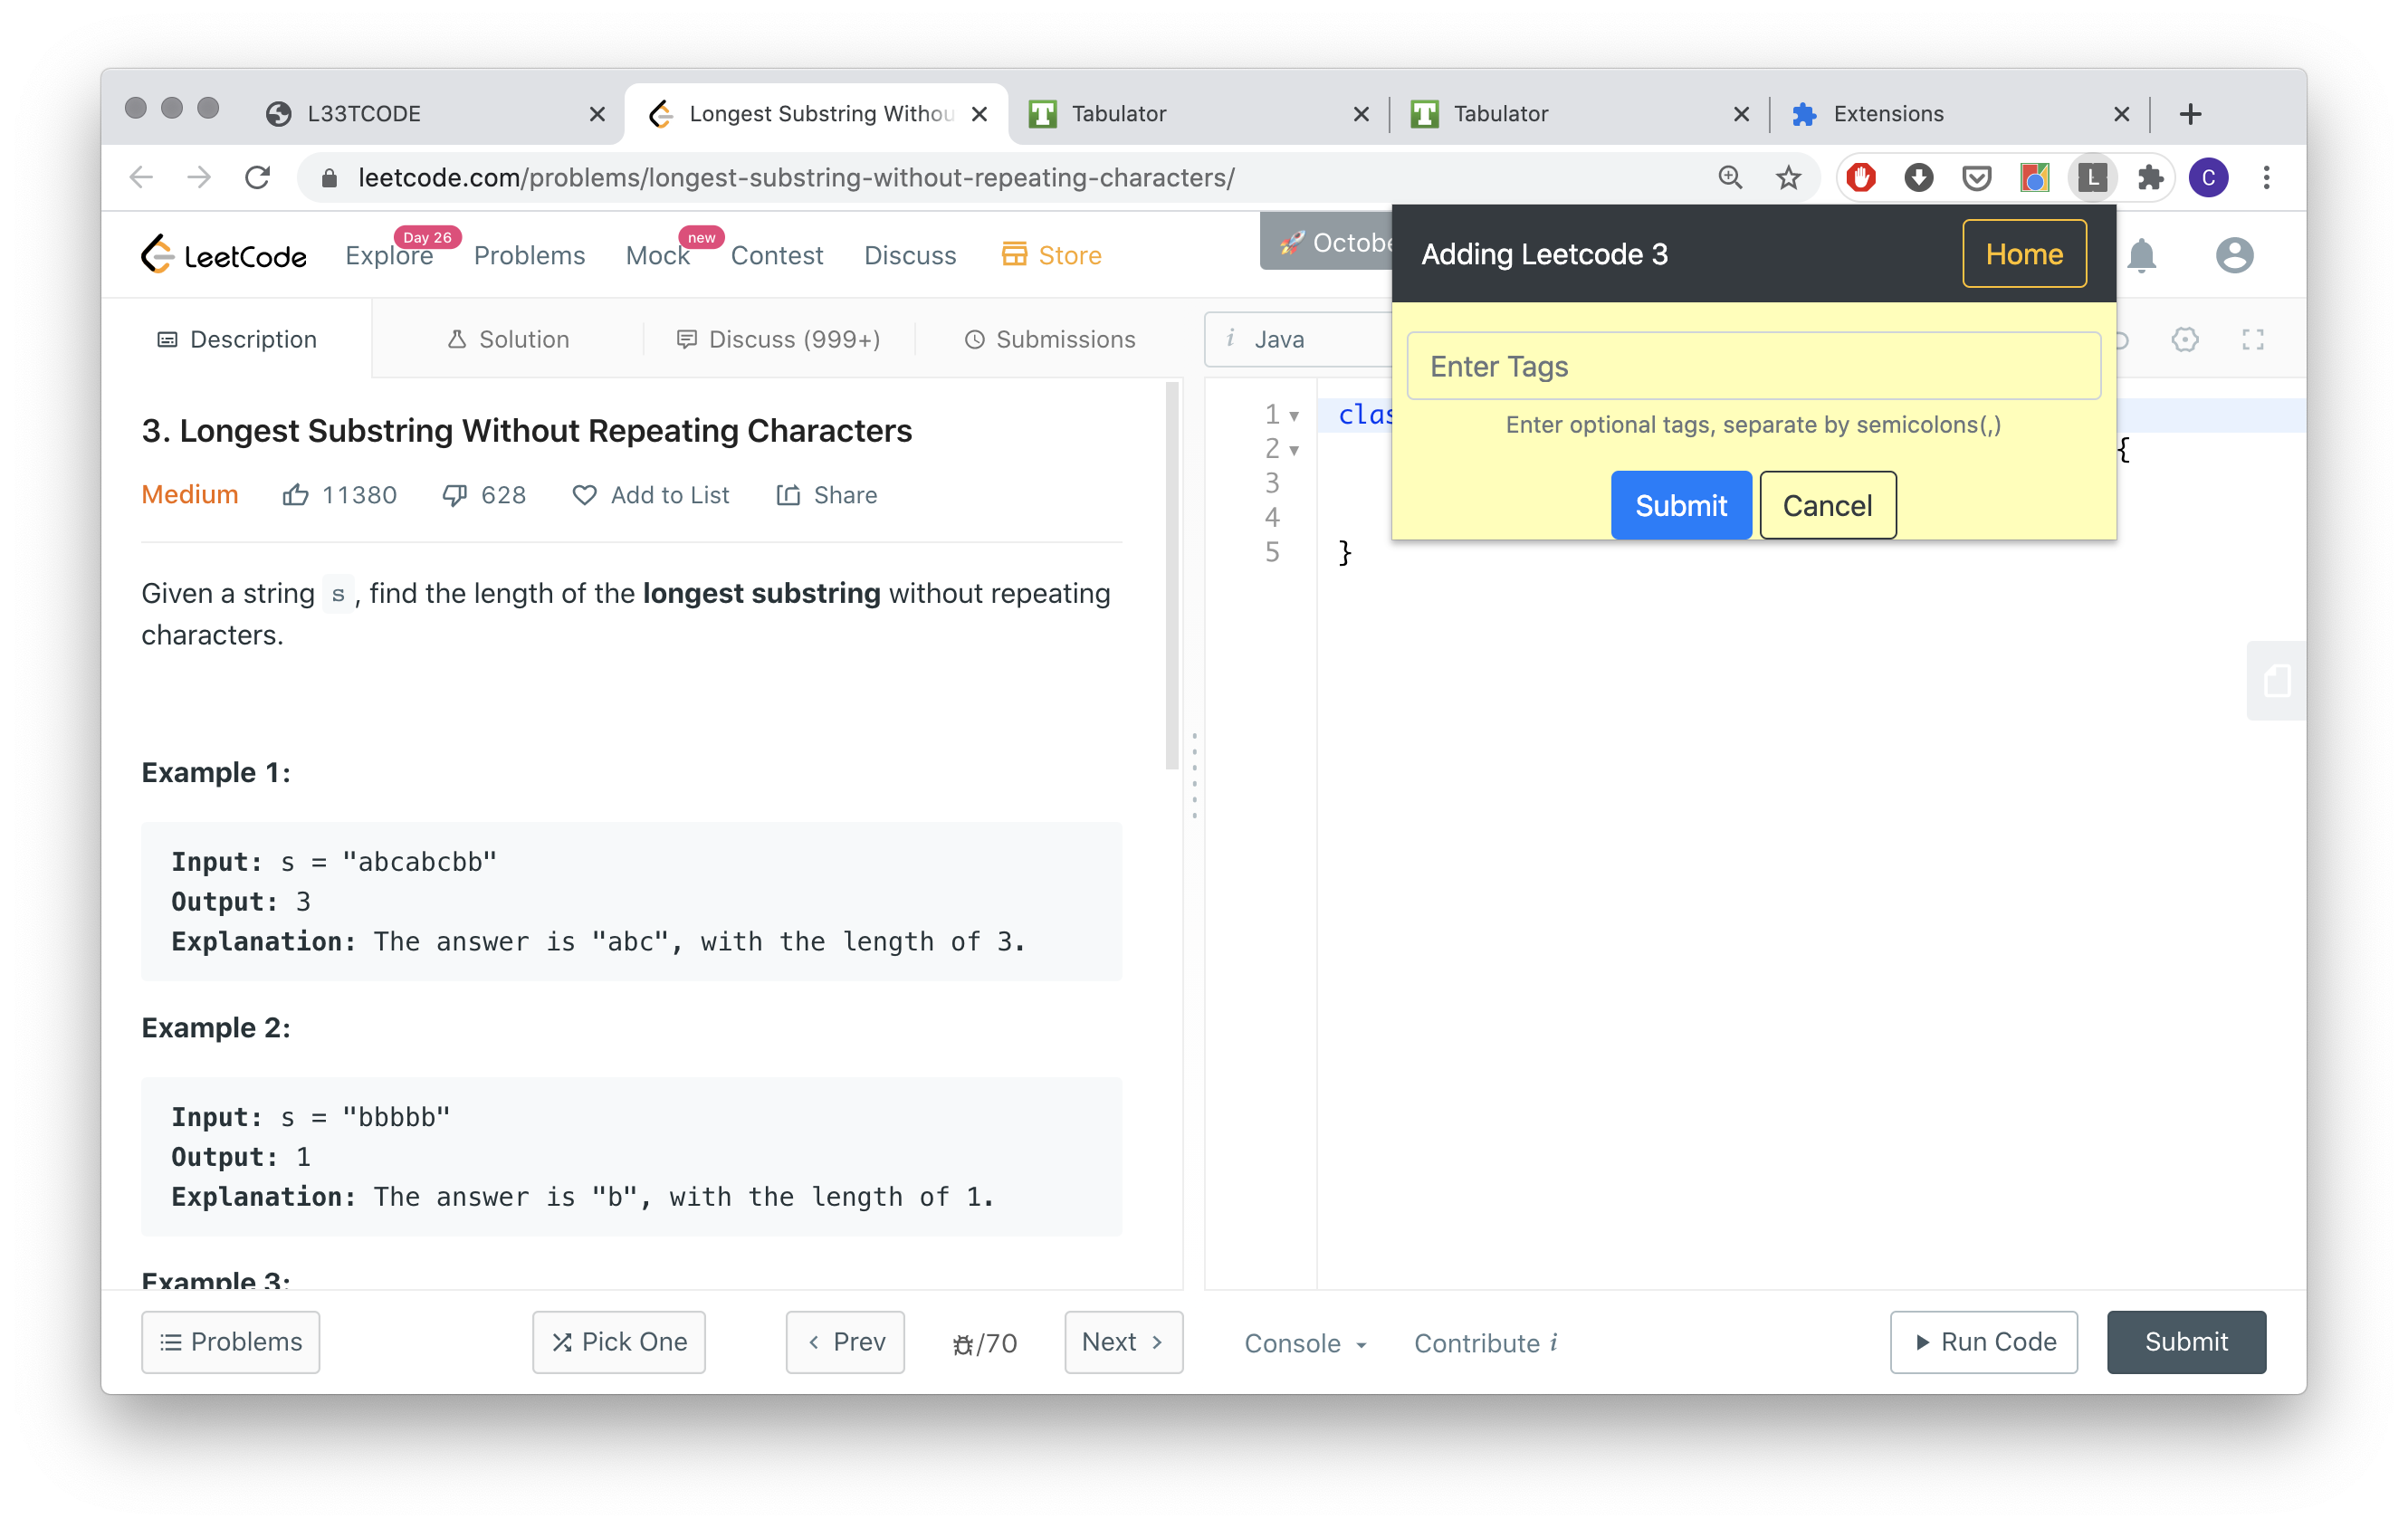 L33TCODE
Longest Substring Withou
Tabulator
Tabulator
Extensions
leetcode.com/problems/longest-substring-without-repeating-characters/
L
C
LeetCode
Explore
Day 26
Problems
Mock
new
Contest
Discuss
Store
🚀 Octobe
Adding Leetcode 3
Home
Description
Solution
Discuss (999+)
Submissions
i Java
Enter Tags
Enter optional tags, separate by semicolons(,)
Submit
Cancel
3. Longest Substring Without Repeating Characters
Medium
11380
628
Add to List
Share
Given a string s, find the length of the longest substring without repeating
characters.
Example 1:
Input: s = "abcabcbb"
Output: 3
Explanation: The answer is "abc", with the length of 3.
Example 2:
Input: s = "bbbbb"
Output: 1
Explanation: The answer is "b", with the length of 1.
Example 3:
1 clas
2 {
3
4
5 }
Problems
Pick One
Prev
/70
Next
Console
Contribute i
Run Code
Submit